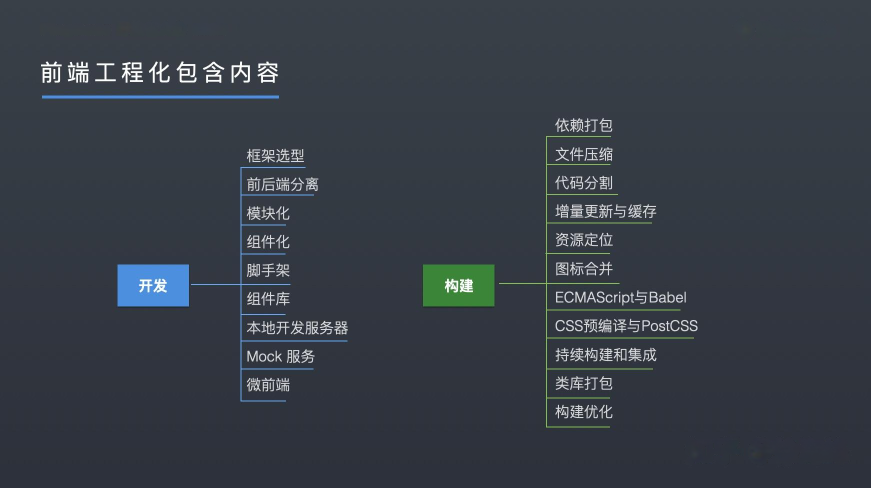 前端工程化包含内容
开发
框架选型
前后端分离
模块化
组件化
脚手架
组件库
本地开发服务器
Mock 服务
微前端
构建
依赖打包
文件压缩
代码分割
增量更新与缓存
资源定位
图标合并
ECMAScript与Babel
CSS预编译与PostCSS
持续构建和集成
类库打包
构建优化